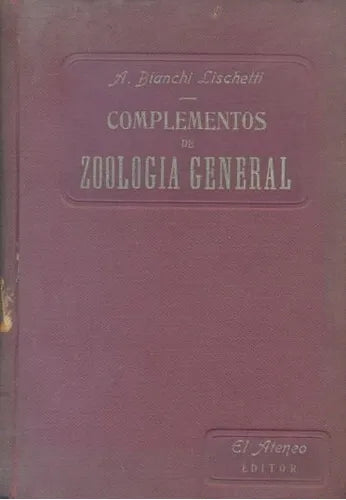 A. Bianchi Lischetti
COMPLEMENTOS
DE
ZOOLOGIA GENERAL
El Ateneo
EDITOR